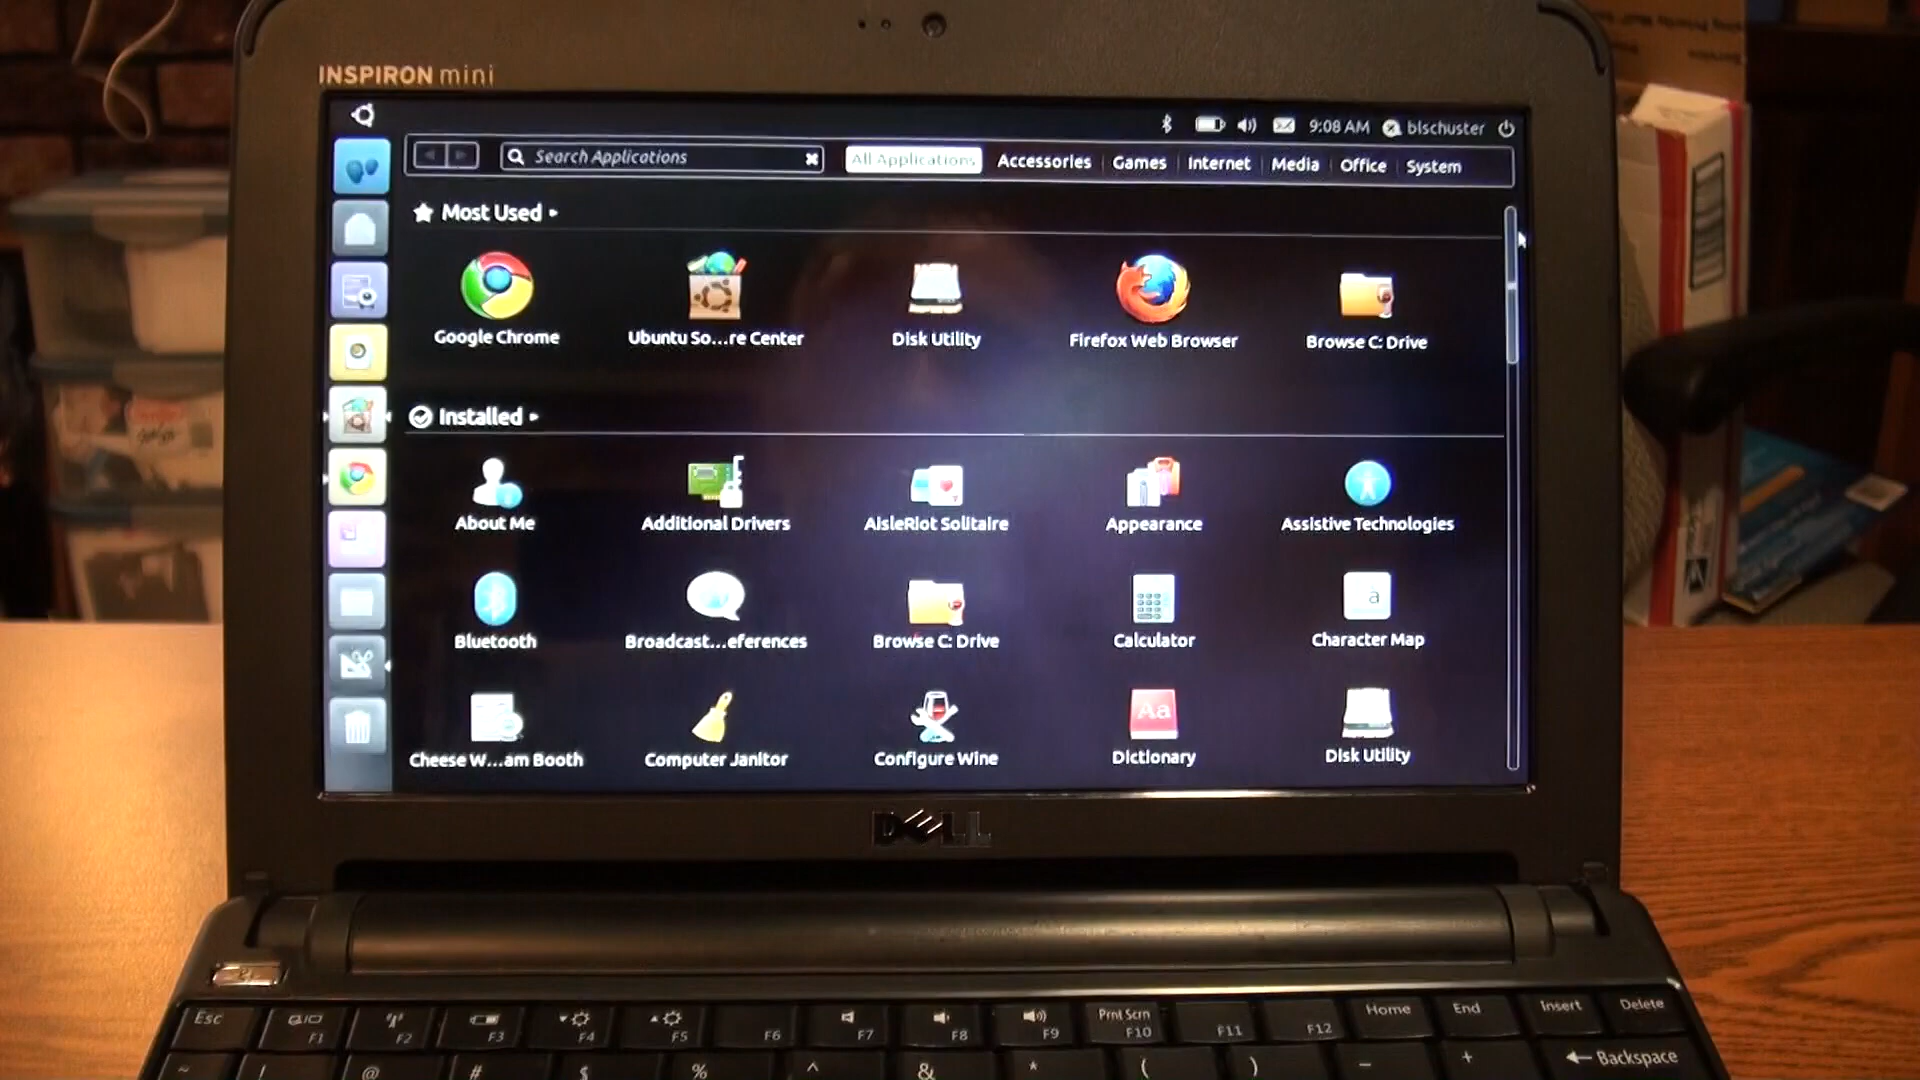 INSPIRON mini
9:08 AM blschuster
Search Applications All Applications Accessories Games Internet Media Office System
Most Used
Google Chrome Ubuntu So...re Center Disk Utility Firefox Web Browser Browse C: Drive
Installed
About Me Additional Drivers AisleRiot Solitaire Appearance Assistive Technologies
Bluetooth Broadcast...eferences Browse C: Drive Calculator Character Map
a
Cheese W...am Booth Computer Janitor Configure Wine Dictionary Disk Utility
Aa
DELL
Esc F1 F2 F3 F4 F5 F6 F7 F8 F9 Prnt Scrn F10 F11 F12 Home End Insert Delete
~ ! @ # $ % ^ & * ( ) - + Backspace